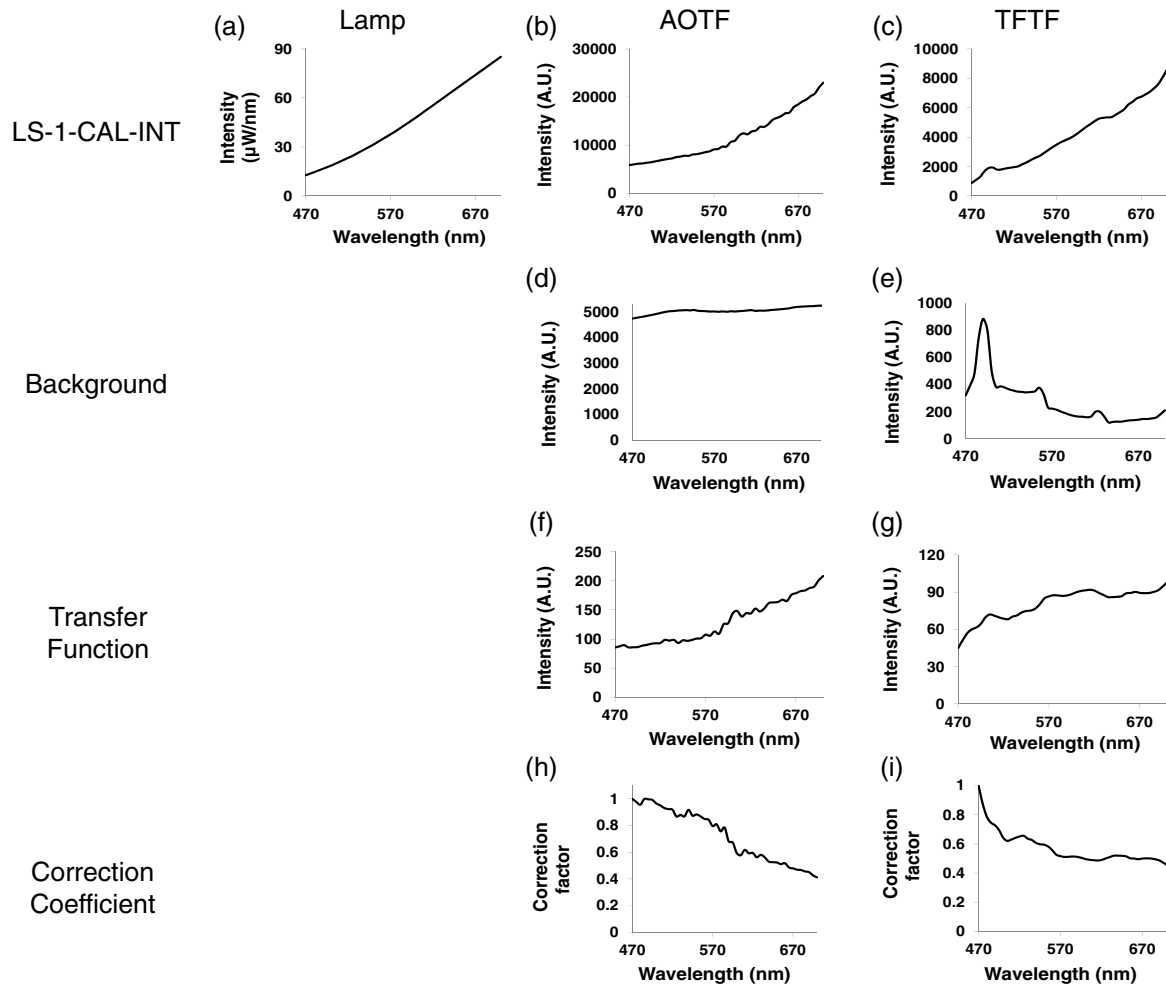 Lamp
AOTF
TFTF
LS-1-CAL-INT
(a)
Intensity
(μW/nm)
90
60
30
0
470
570
670
Wavelength (nm)
(b)
Intensity (A.U.)
30000
20000
10000
0
470
570
670
Wavelength (nm)
(c)
Intensity (A.U.)
10000
8000
6000
4000
2000
0
470
570
670
Wavelength (nm)
Background
(d)
Intensity (A.U.)
5000
4000
3000
2000
1000
0
470
570
670
Wavelength (nm)
(e)
Intensity (A.U.)
1000
800
600
400
200
0
470
570
670
Wavelength (nm)
Transfer
Function
(f)
Intensity (A.U.)
250
200
150
100
50
0
470
570
670
Wavelength (nm)
(g)
Intensity (A.U.)
120
90
60
30
0
470
570
670
Wavelength (nm)
Correction
Coefficient
(h)
Correction
factor
1
0.8
0.6
0.4
0.2
0
470
570
670
Wavelength (nm)
(i)
Correction
factor
1
0.8
0.6
0.4
0.2
0
470
570
670
Wavelength (nm)